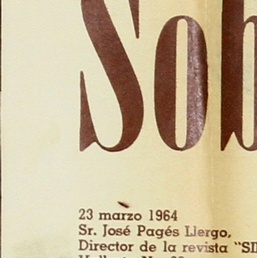 Sob
23 marzo 1964
Sr. José Pagés Llergo,
Director de la revista "SI